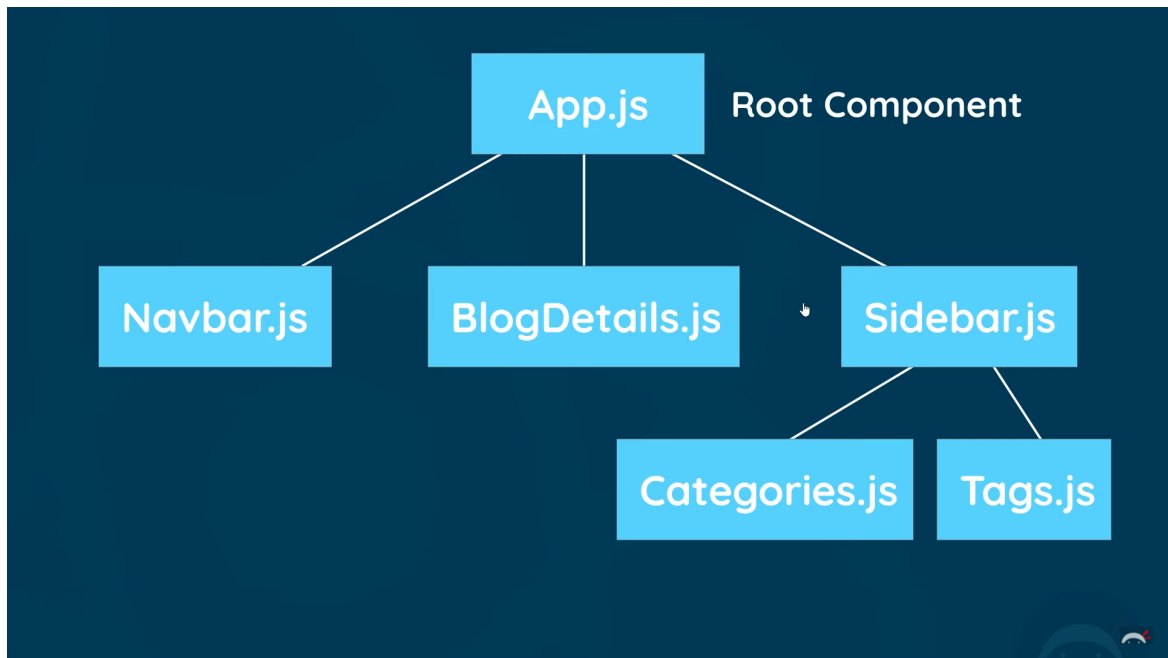 App.js
Root Component
Navbar.js
BlogDetails.js
Sidebar.js
Categories.js
Tags.js